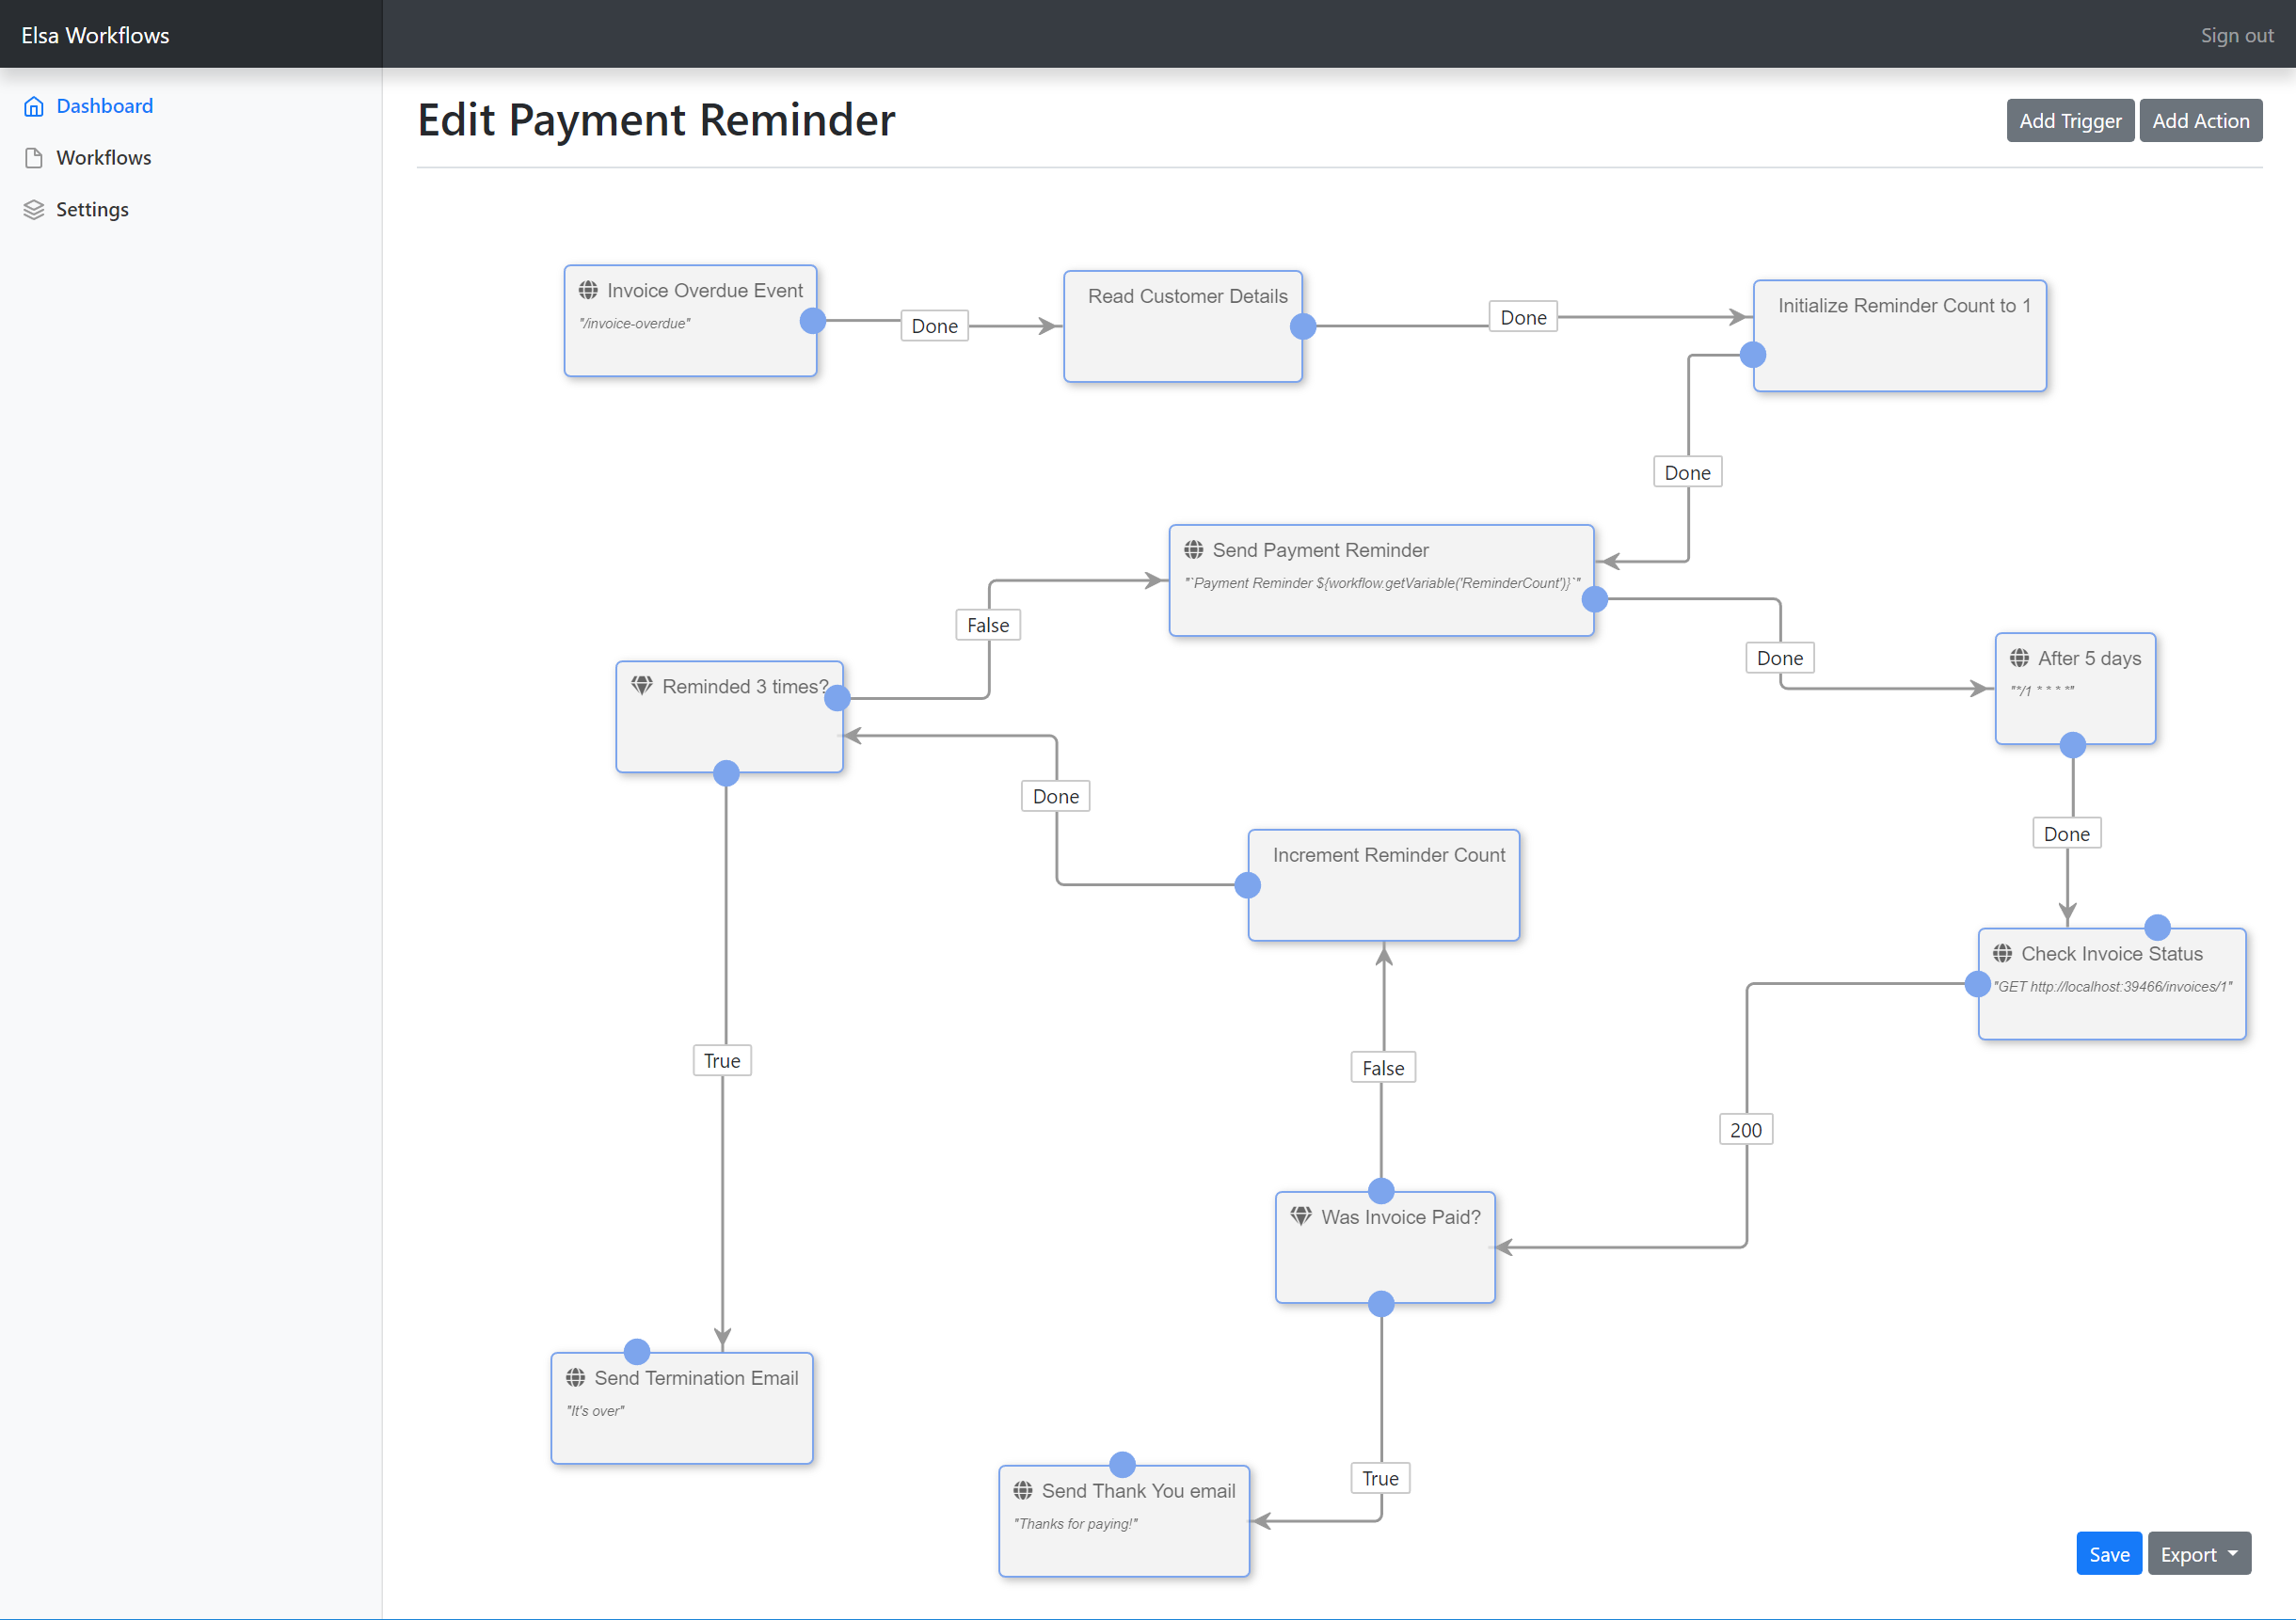 Elsa Workflows
Sign out
Dashboard
Workflows
Settings
Edit Payment Reminder
Add Trigger
Add Action
Invoice Overdue Event
"/invoice-overdue"
Done
Read Customer Details
Done
Initialize Reminder Count to 1
Done
Send Payment Reminder
"`Payment Reminder ${workflow.getVariable('ReminderCount')}`"
False
Done
After 5 days
"*/1 * * * *"
Reminded 3 times?
Done
Done
Increment Reminder Count
Check Invoice Status
"GET http://localhost:39466/invoices/1"
True
False
200
Was Invoice Paid?
Send Termination Email
"It's over"
True
Send Thank You email
"Thanks for paying!"
Save
Export